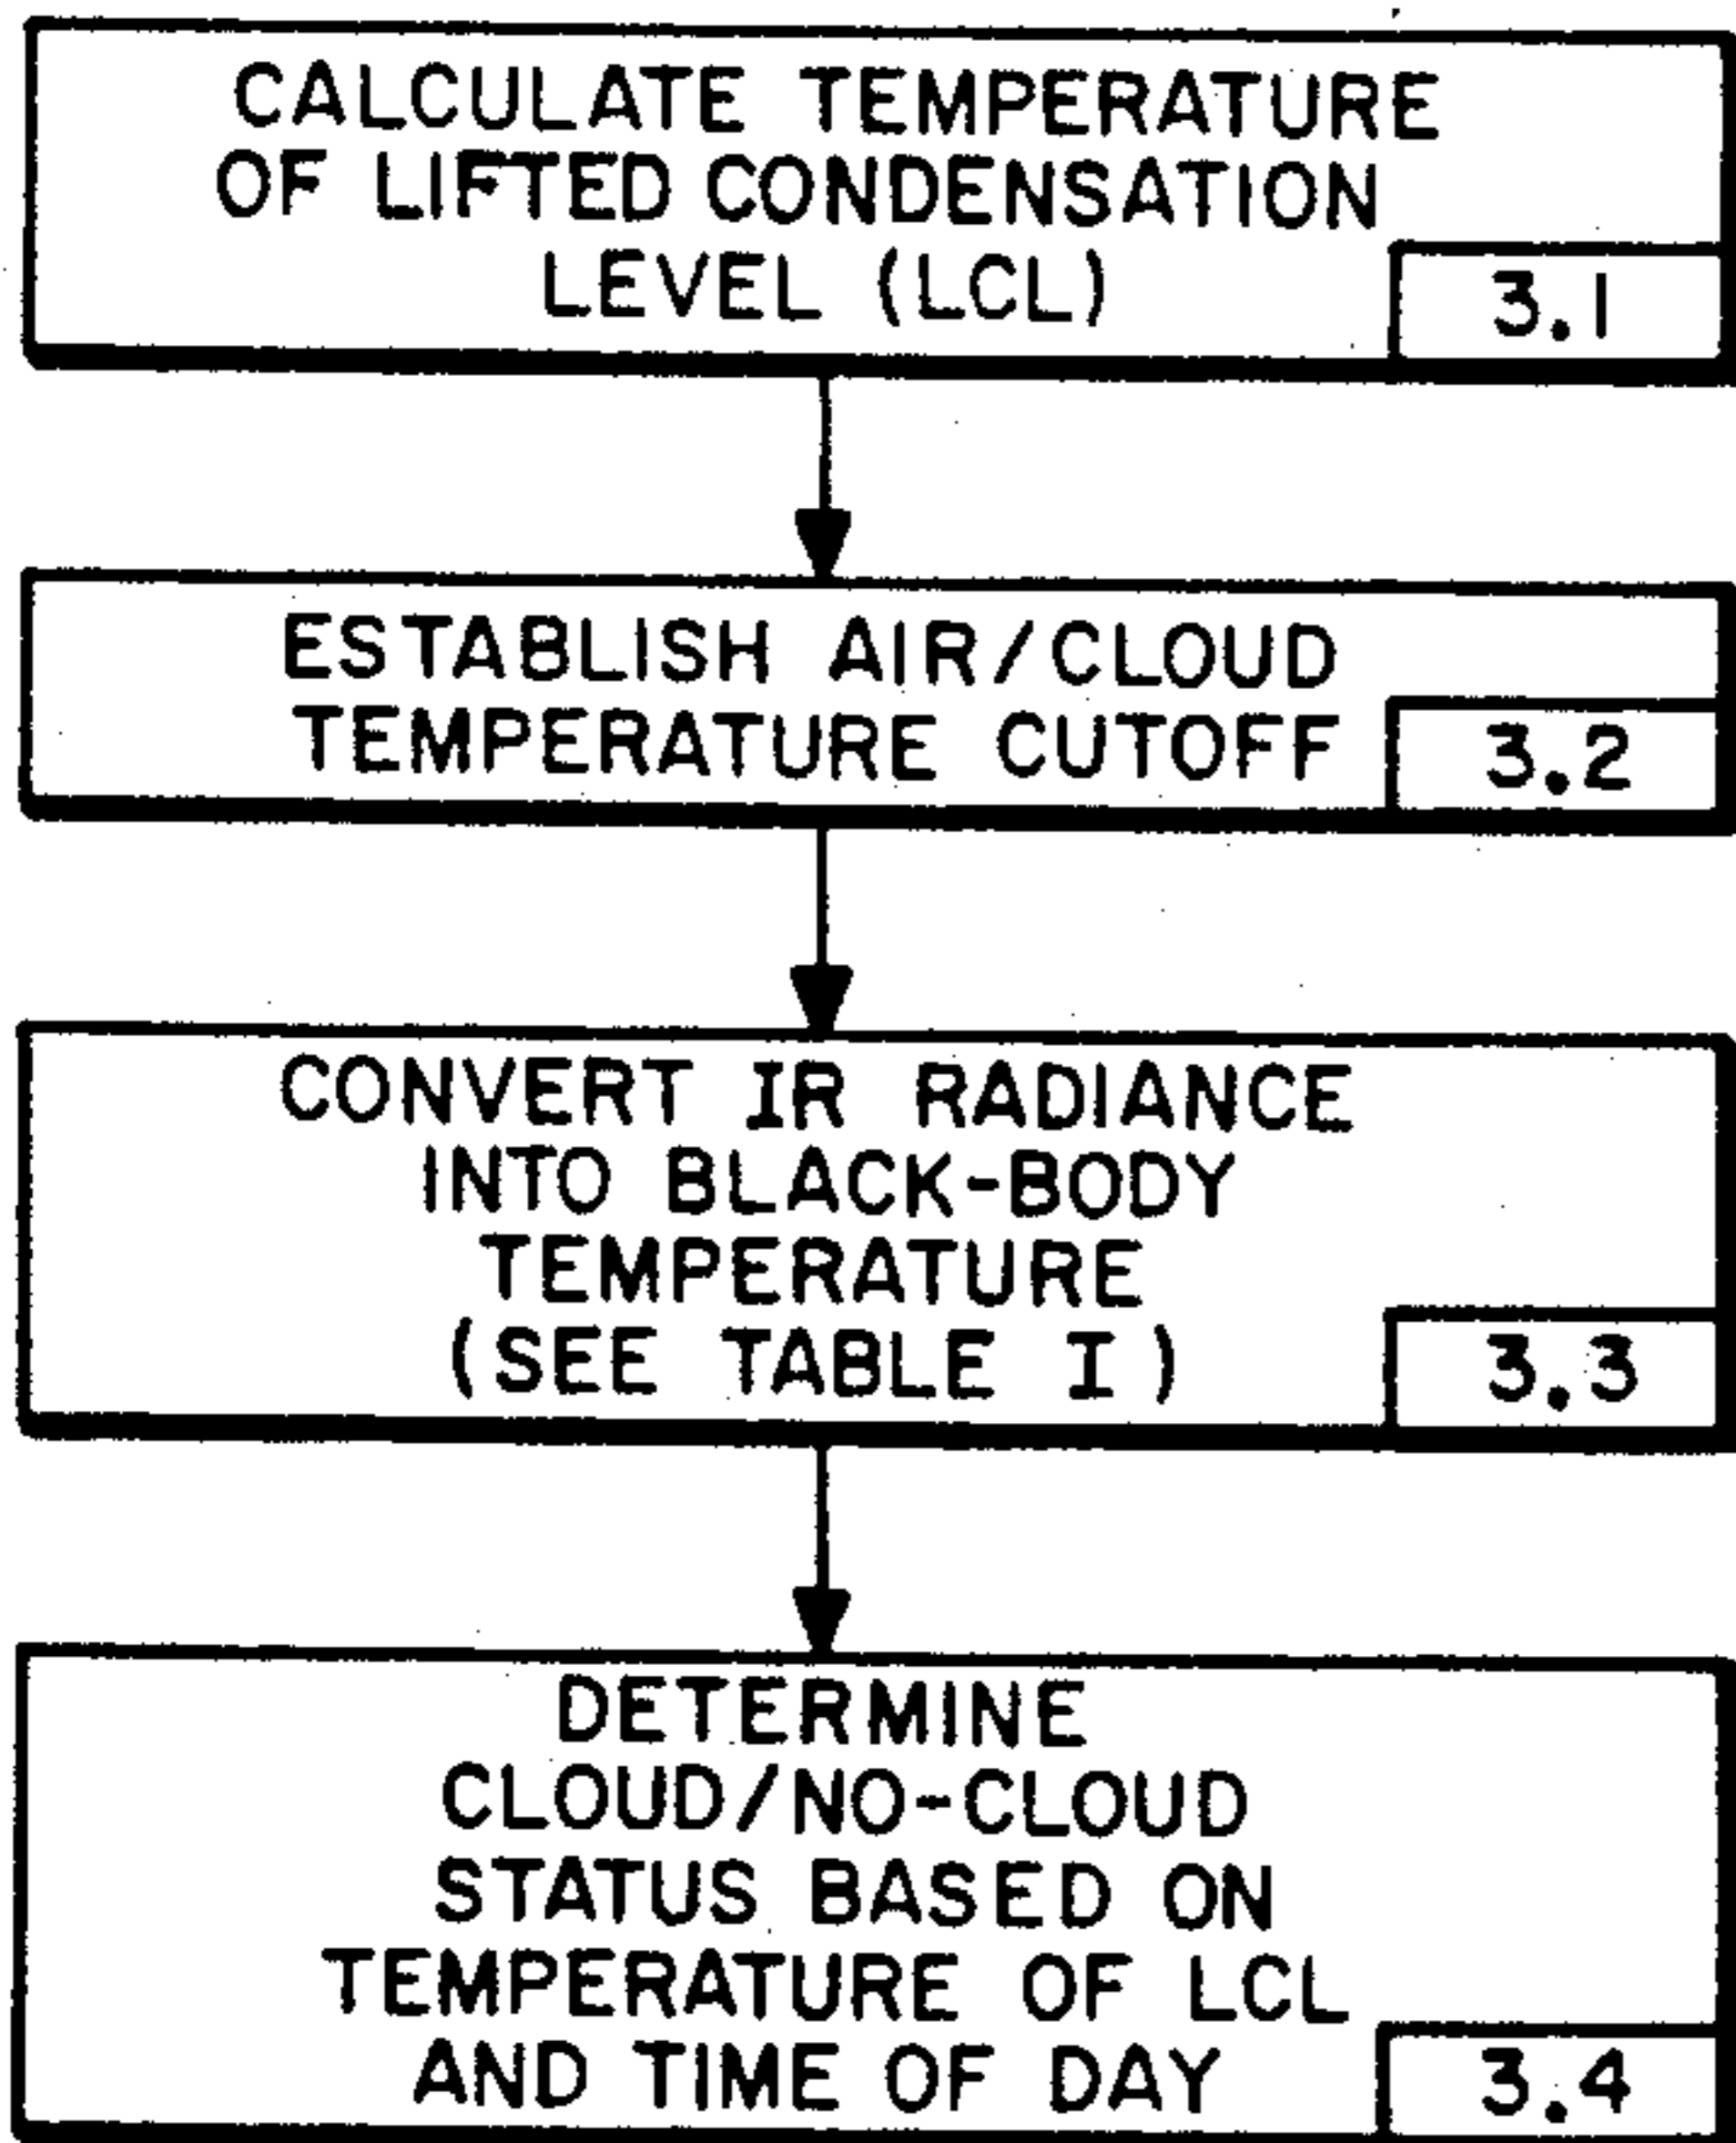 CALCULATE TEMPERATURE
OF LIFTED CONDENSATION
LEVEL (LCL)
3.1
ESTABLISH AIR/CLOUD
TEMPERATURE CUTOFF
3.2
CONVERT IR RADIANCE
INTO BLACK-BODY
TEMPERATURE
(SEE TABLE I)
3.3
DETERMINE
CLOUD/NO-CLOUD
STATUS BASED ON
TEMPERATURE OF LCL
AND TIME OF DAY
3.4